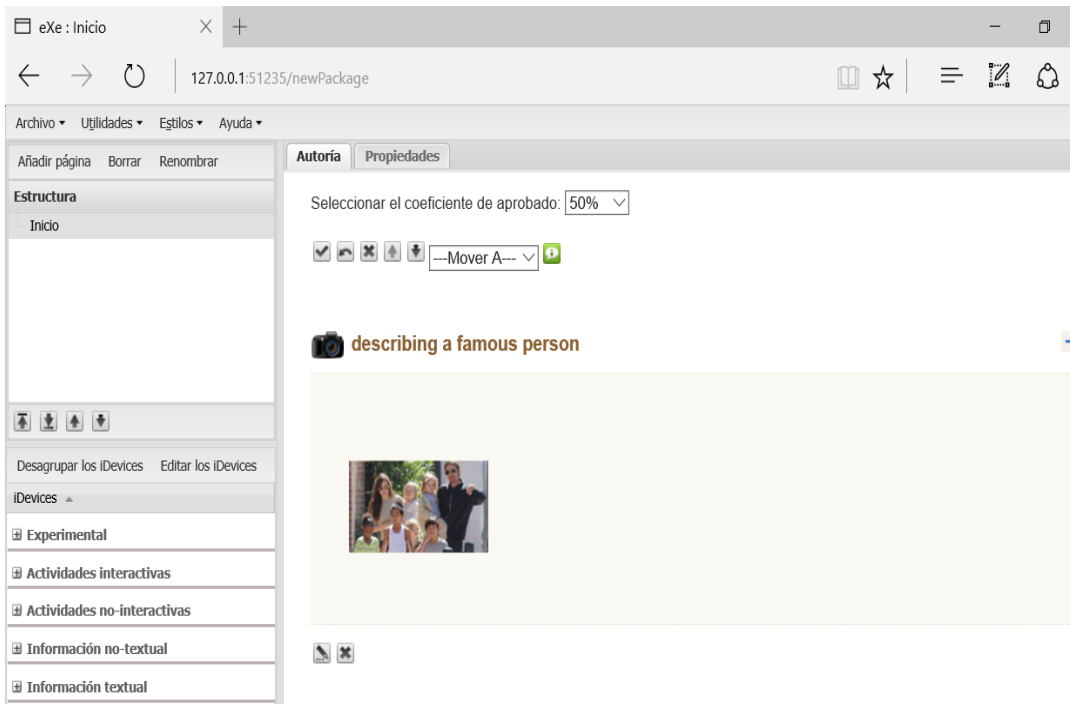 eXe : Inicio
127.0.0.1:51235/newPackage
Archivo Utilidades Estilos Ayuda
Añadir página Borrar Renombrar
Estructura
Inicio
Desagrupar los iDevices Editar los iDevices
iDevices
Experimental
Actividades interactivas
Actividades no-interactivas
Información no-textual
Información textual
Autoría Propiedades
Seleccionar el coeficiente de aprobado: 50%
---Mover A---
describing a famous person